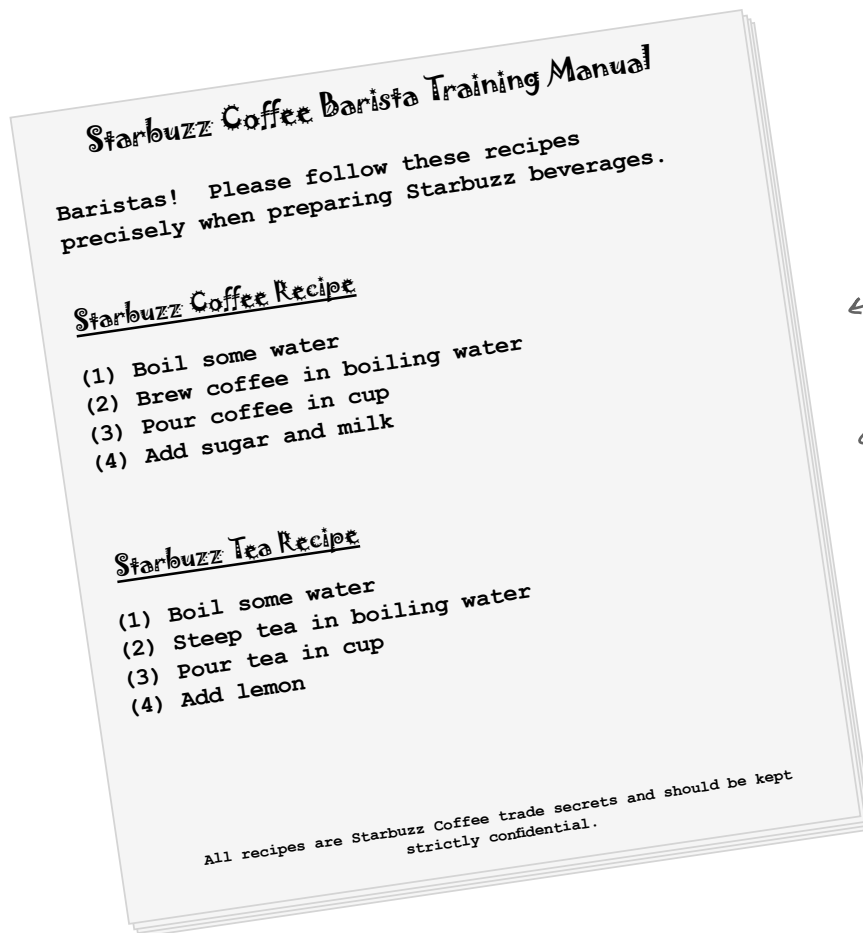 Starbuzz Coffee Barista Training Manual
Baristas!  Please follow these recipes
precisely when preparing Starbuzz beverages.
Starbuzz Coffee Recipe
(1) Boil some water
(2) Brew coffee in boiling water
(3) Pour coffee in cup
(4) Add sugar and milk
Starbuzz Tea Recipe
(1) Boil some water
(2) Steep tea in boiling water
(3) Pour tea in cup
(4) Add lemon
All recipes are Starbuzz Coffee trade secrets and should be kept
strictly confidential.